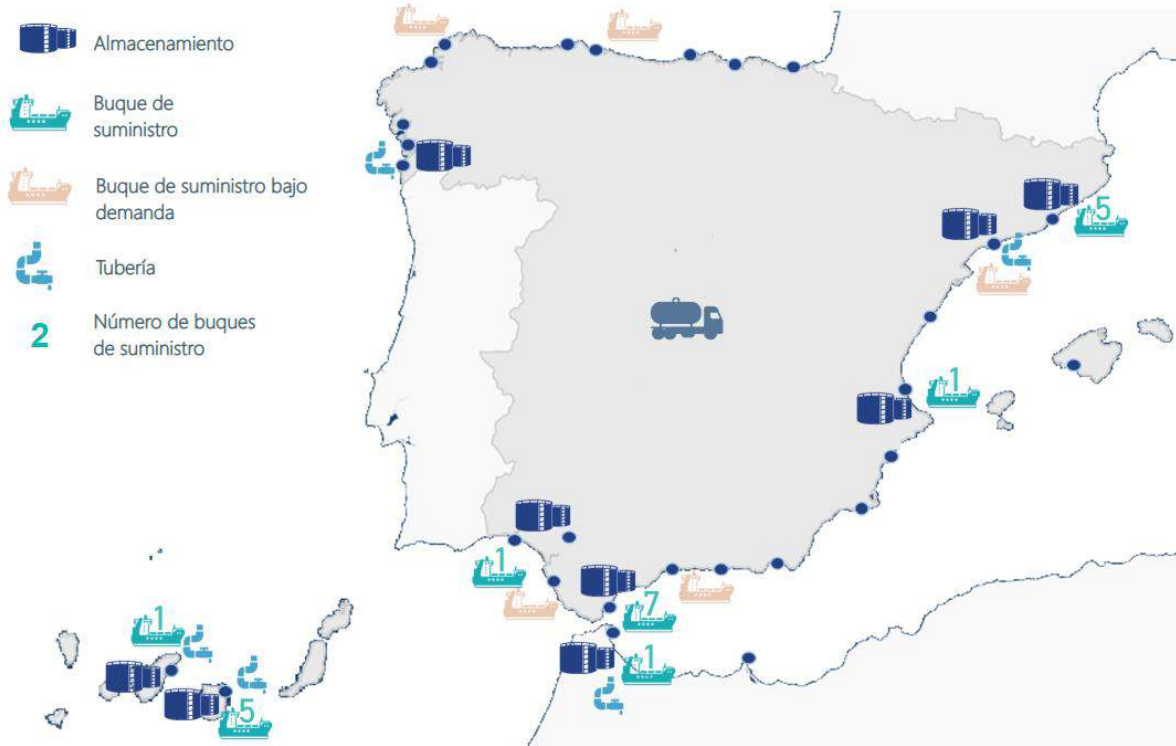 Almacenamiento
Buque de
suministro
Buque de suministro bajo
demanda
Tubería
2
Número de buques
de suministro
5
1
1
7
1
1
5